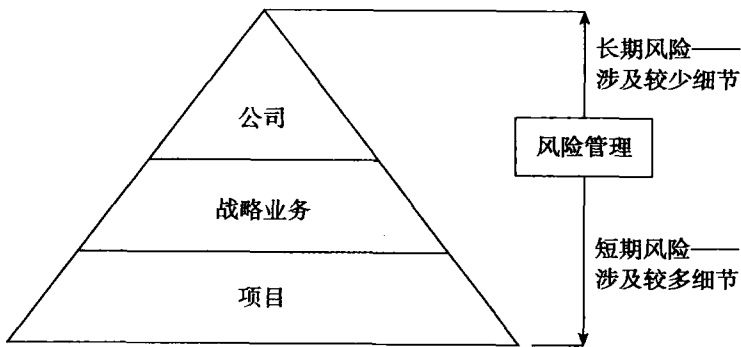 长期风险——
涉及较少细节
公司
风险管理
战略业务
短期风险——
涉及较多细节
项目